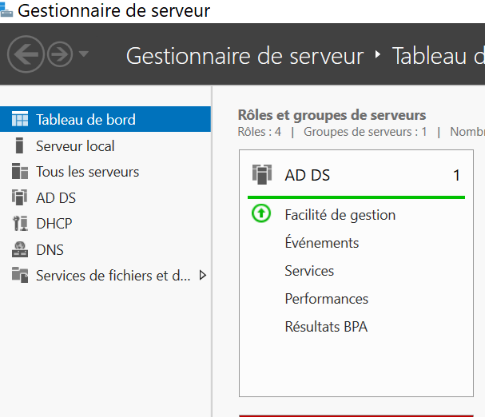 Gestionnaire de serveur
Gestionnaire de serveur ‣ Tableau d
Tableau de bord
Serveur local
Tous les serveurs
AD DS
DHCP
DNS
Services de fichiers et d...
Rôles et groupes de serveurs
Rôles : 4 | Groupes de serveurs : 1 | Nomb
AD DS 1
Facilité de gestion
Événements
Services
Performances
Résultats BPA